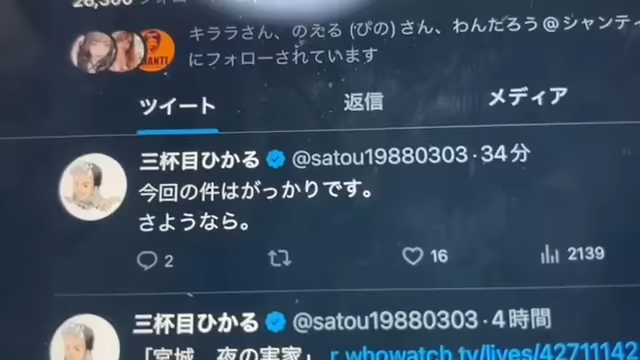 キララさん、のえる(ぴの)さん、わんだろう@シャンティ
にフォローされています
ツイート 返信 メディア
三杯目ひかる @satou19880303・34分
今回の件はがっかりです。
さようなら。
2 16 2139
三杯目ひかる @satou19880303・4時間
「宮城 夜の実家」 r.whowatch.tv/lives/42711142